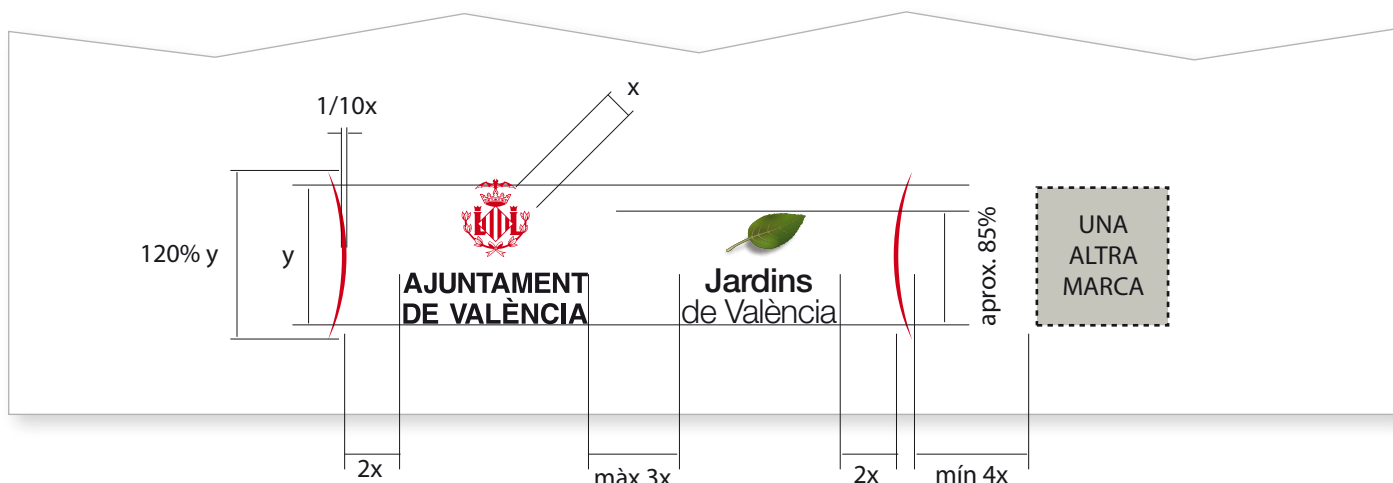 x
1/10x
120% y
y
AJUNTAMENT
DE VALÈNCIA
Jardins
de València
aprox. 85%
UNA
ALTRA
MARCA
2x
màx 3x
2x
mín 4x